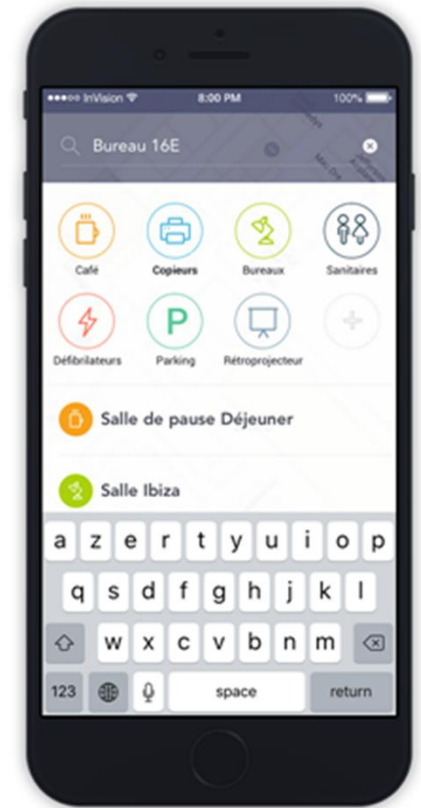 InVision 8:00 PM 100%
Bureau 16E
Café Copieurs Bureaux Sanitaires
P
Défibrilateurs Parking Rétroprojecteur
Salle de pause Déjeuner
Salle Ibiza
a z e r t y u i o p
q s d f g h j k l
w x c v b n m
123 space return